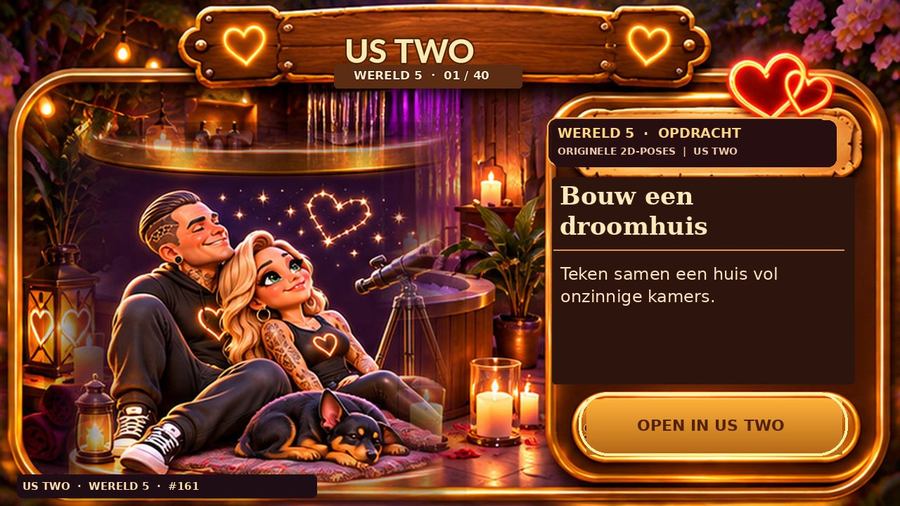 US TWO
WERELD 5 · 01 / 40
WERELD 5 · OPDRACHT
ORIGINELE 2D-POSES | US TWO
Bouw een
droomhuis
Teken samen een huis vol
onzinnige kamers.
OPEN IN US TWO
US TWO · WERELD 5 · #161